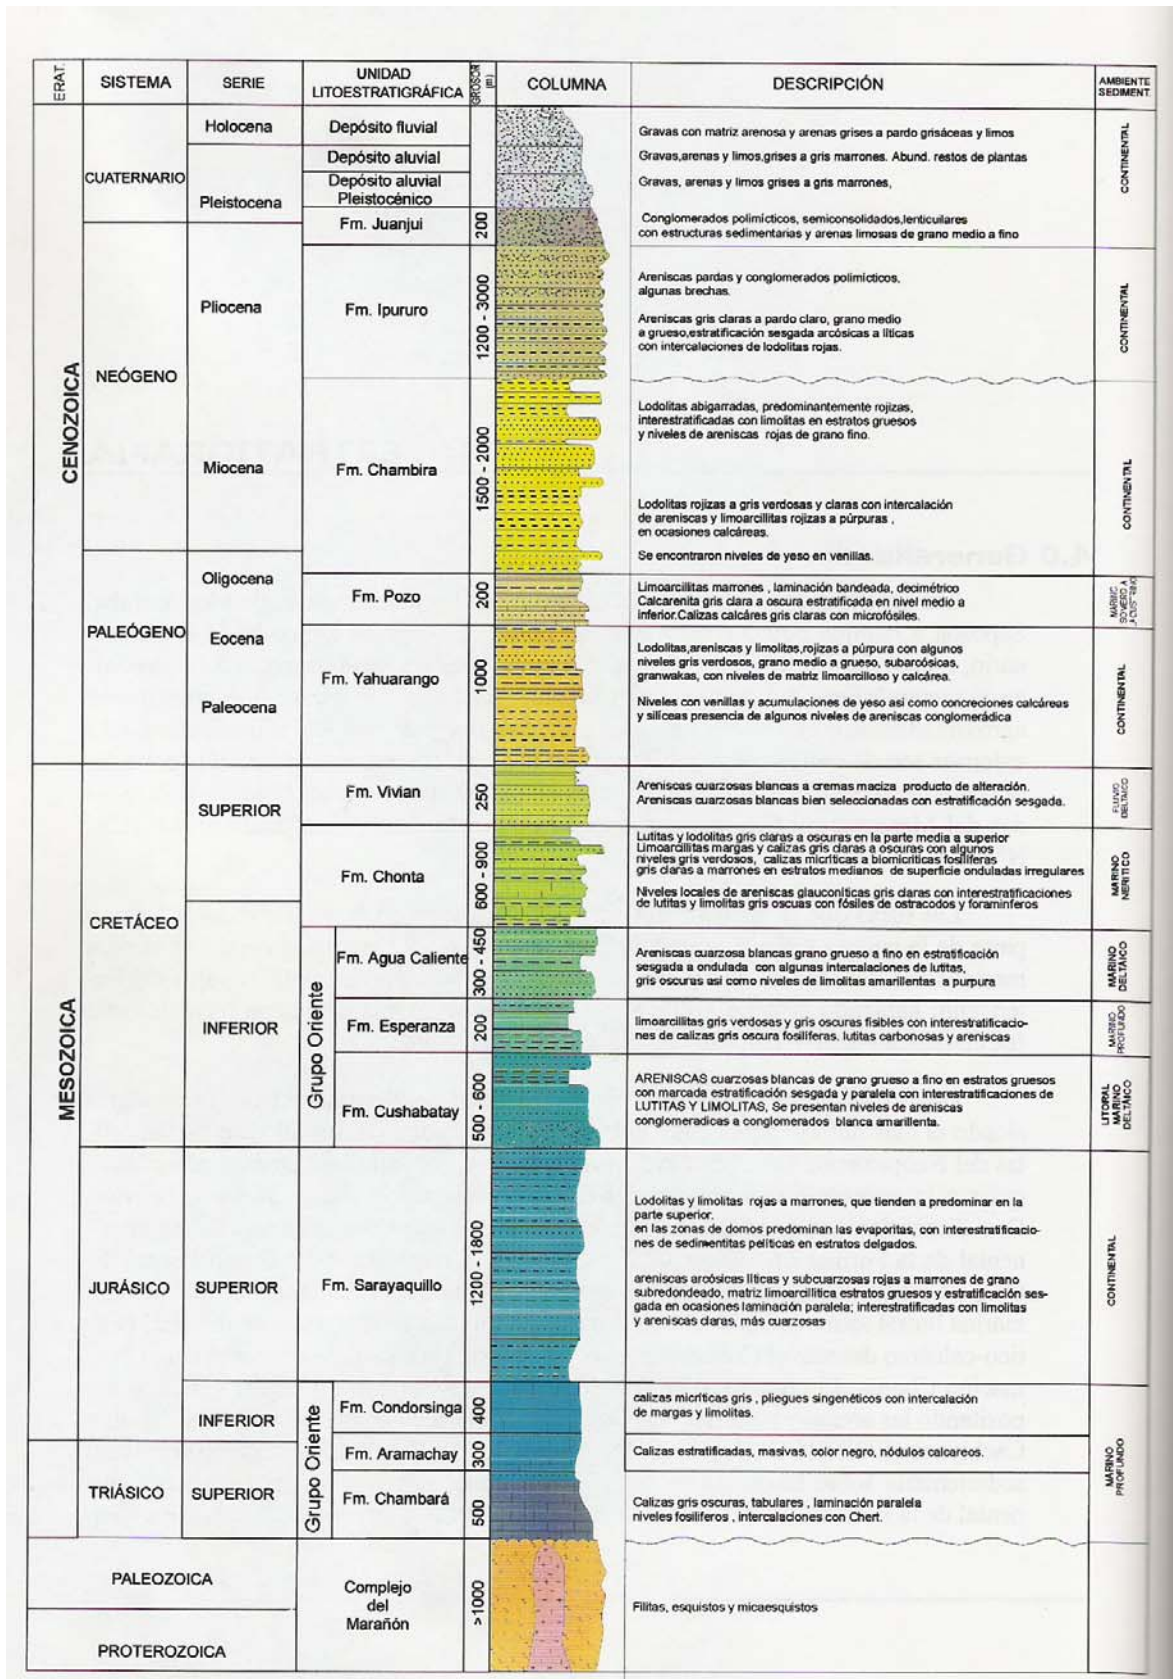 ERAT.
SISTEMA
SERIE
UNIDAD
LITOESTRATIGRÁFICA
GROSOR
(m)
COLUMNA
DESCRIPCIÓN
AMBIENTE
SEDIMENT.
CENOZOICA
CUATERNARIO
Holocena
Depósito fluvial
Gravas con matriz arenosa y arenas grises a pardo grisáceas y limos
CONTINENTAL
Pleistocena
Depósito aluvial
Gravas,arenas y limos,grises a gris marrones. Abund. restos de plantas
Depósito aluvial
Pleistocénico
Gravas, arenas y limos grises a gris marrones,
Fm. Juanjui
200
Conglomerados polimícticos, semiconsolidados,lenticulares
con estructuras sedimentarias y arenas limosas de grano medio a fino
NEÓGENO
Pliocena
Fm. Ipururo
1200 - 3000
Areniscas pardas y conglomerados polimícticos,
algunas brechas.
Areniscas gris claras a pardo claro, grano medio
a grueso,estratificación sesgada arcósicas a líticas
con intercalaciones de lodolitas rojas.
CONTINENTAL
Miocena
Fm. Chambira
1500 - 2000
Lodolitas abigarradas, predominantemente rojizas,
interestratificadas con limolitas en estratos gruesos
y niveles de areniscas rojas de grano fino.
Lodolitas rojizas a gris verdosas y claras con intercalación
de areniscas y limoarcillitas rojizas a púrpuras ,
en ocasiones calcáreas.
Se encontraron niveles de yeso en venillas.
CONTINENTAL
PALEÓGENO
Oligocena
Fm. Pozo
200
Limoarcillitas marrones , laminación bandeada, decimétrico
Calcarenita gris clara a oscura estratificada en nivel medio a
inferior.Calizas calcáres gris claras con microfósiles.
MARINO
SOMERO A
LACUSTRINO
Eocena
Paleocena
Fm. Yahuarango
1000
Lodolitas,areniscas y limolitas,rojizas a púrpura con algunos
niveles gris verdosos, grano medio a grueso, subarcósicas,
granwakas, con niveles de matriz limoarcilloso y calcárea.
Niveles con venillas y acumulaciones de yeso asi como concreciones calcáreas
y silíceas presencia de algunos niveles de areniscas conglomerádica
CONTINENTAL
MESOZOICA
CRETÁCEO
SUPERIOR
Fm. Vivian
250
Areniscas cuarzosas blancas a cremas maciza producto de alteración.
Areniscas cuarzosas blancas bien seleccionadas con estratificación sesgada.
FLUVIO
DELTAICO
Fm. Chonta
600 - 900
Lutitas y lodolitas gris claras a oscuras en la parte media a superior
Limoarcillitas margas y calizas gris claras a oscuras con algunos
niveles gris verdosos, calizas micríticas a biomicríticas fosilíferas
gris claras a marrones en estratos medianos de superficie onduladas irregulares
Niveles locales de areniscas glauconíticas gris claras con interestratificaciones
de lutitas y limolitas gris oscuas con fósiles de ostracodos y foraminferos
MARINO
NERITICO
INFERIOR
Grupo Oriente
Fm. Agua Caliente
300 - 450
Areniscas cuarzosa blancas grano grueso a fino en estratificación
sesgada a ondulada con algunas intercalaciones de lutitas,
gris oscuras asi como niveles de limolitas amarillentas a purpura
MARINO
DELTAICO
Fm. Esperanza
200
limoarcillitas gris verdosas y gris oscuras fisibles con interestratificacio-
nes de calizas gris oscura fosilíferas. lutitas carbonosas y areniscas
MARINO
PROFUNDO
Fm. Cushabatay
500 - 600
ARENISCAS cuarzosas blancas de grano grueso a fino en estratos gruesos
con marcada estratificación sesgada y paralela con interestratificaciones de
LUTITAS Y LIMOLITAS, Se presentan niveles de areniscas
conglomeradicas a conglomerados blanca amarillenta.
LITORAL
MARINO
DELTAICO
JURÁSICO
SUPERIOR
Fm. Sarayaquillo
1200 - 1800
Lodolitas y limolitas rojas a marrones, que tienden a predominar en la
parte superior.
en las zonas de domos predominan las evaporitas, con interestratificacio-
nes de sedimentitas pelíticas en estratos delgados.
areniscas arcósicas líticas y subcuarzosas rojas a marrones de grano
subredondeado, matriz limoarcillítica estratos gruesos y estratificación ses-
gada en ocasiones laminación paralela; interestratificadas con limolitas
y areniscas claras, más cuarzosas
CONTINENTAL
INFERIOR
Grupo Oriente
Fm. Condorsinga
400
calizas micríticas gris , pliegues singenéticos con intercalación
de margas y limolitas.
MARINO
PROFUNDO
Fm. Aramachay
300
Calizas estratificadas, masivas, color negro, nódulos calcareos.
TRIÁSICO
SUPERIOR
Fm. Chambará
500
Calizas gris oscuras, tabulares , laminación paralela
niveles fosilíferos , intercalaciones con Chert.
PALEOZOICA
PROTEROZOICA
Complejo
del
Marañón
>1000
Filitas, esquistos y micaesquistos